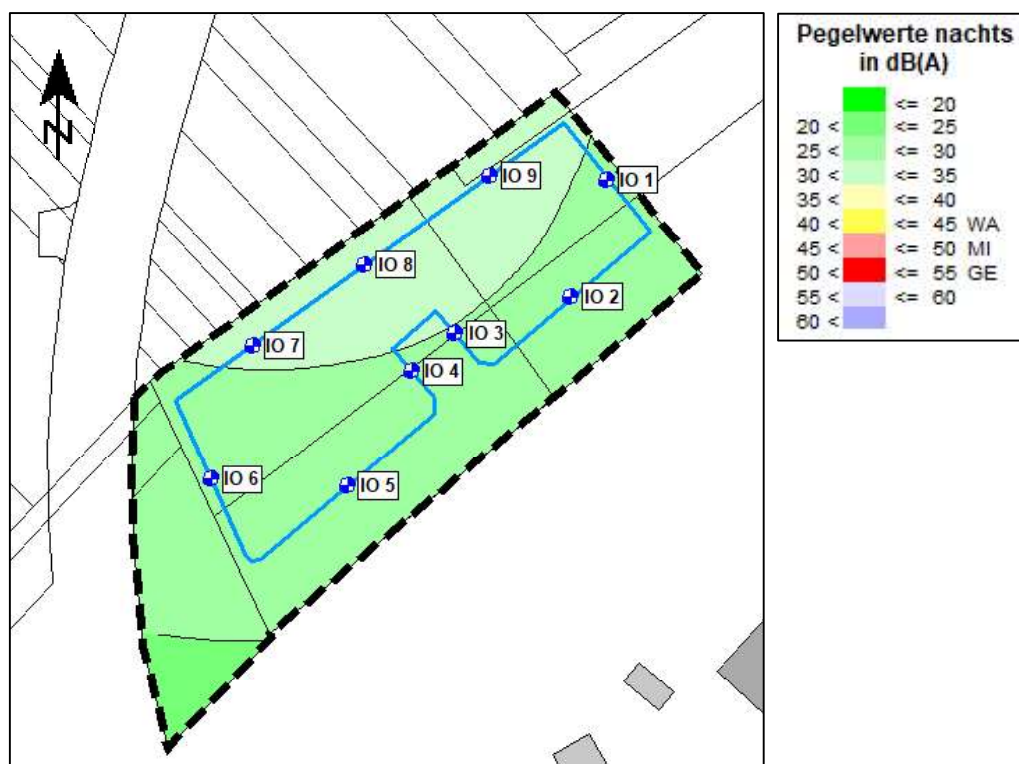 N
IO 9
IO 1
IO 8
IO 2
IO 3
IO 7
IO 4
IO 6
IO 5
Pegelwerte nachts
in dB(A)
<= 20
20 < <= 25
25 < <= 30
30 < <= 35
35 < <= 40
40 < <= 45 WA
45 < <= 50 MI
50 < <= 55 GE
55 < <= 60
60 <